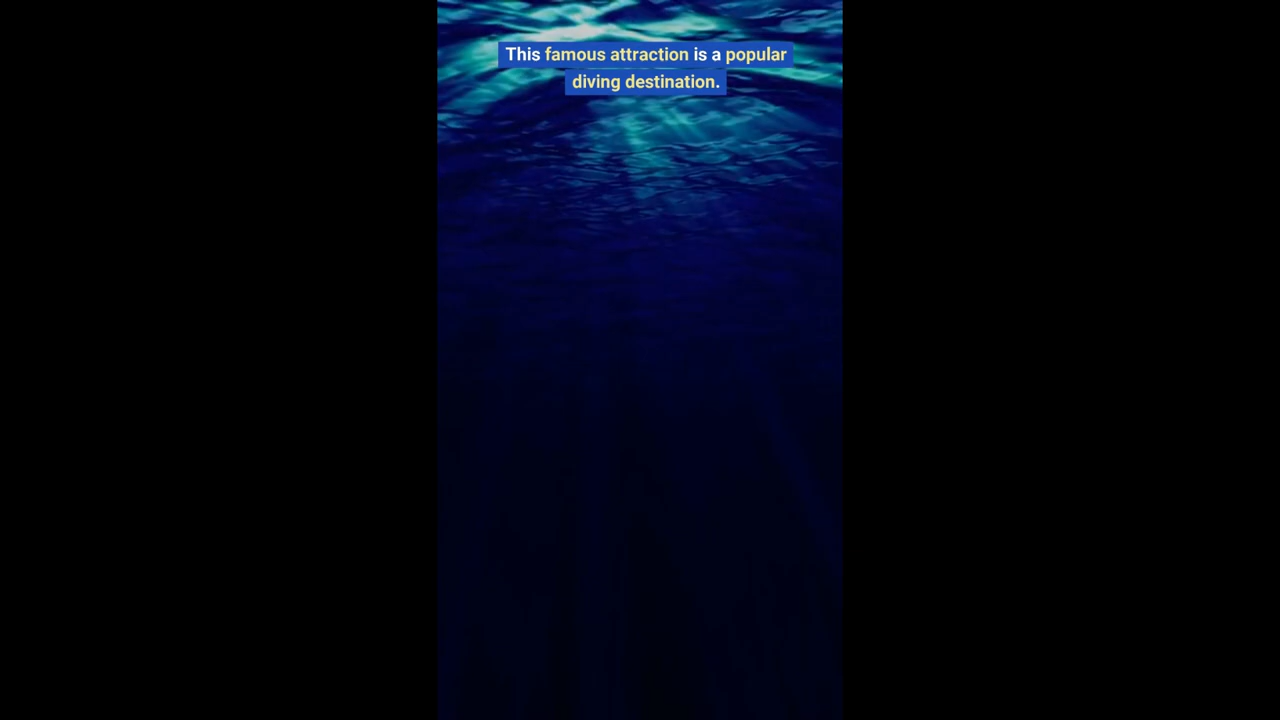 This famous attraction is a popular
diving destination.